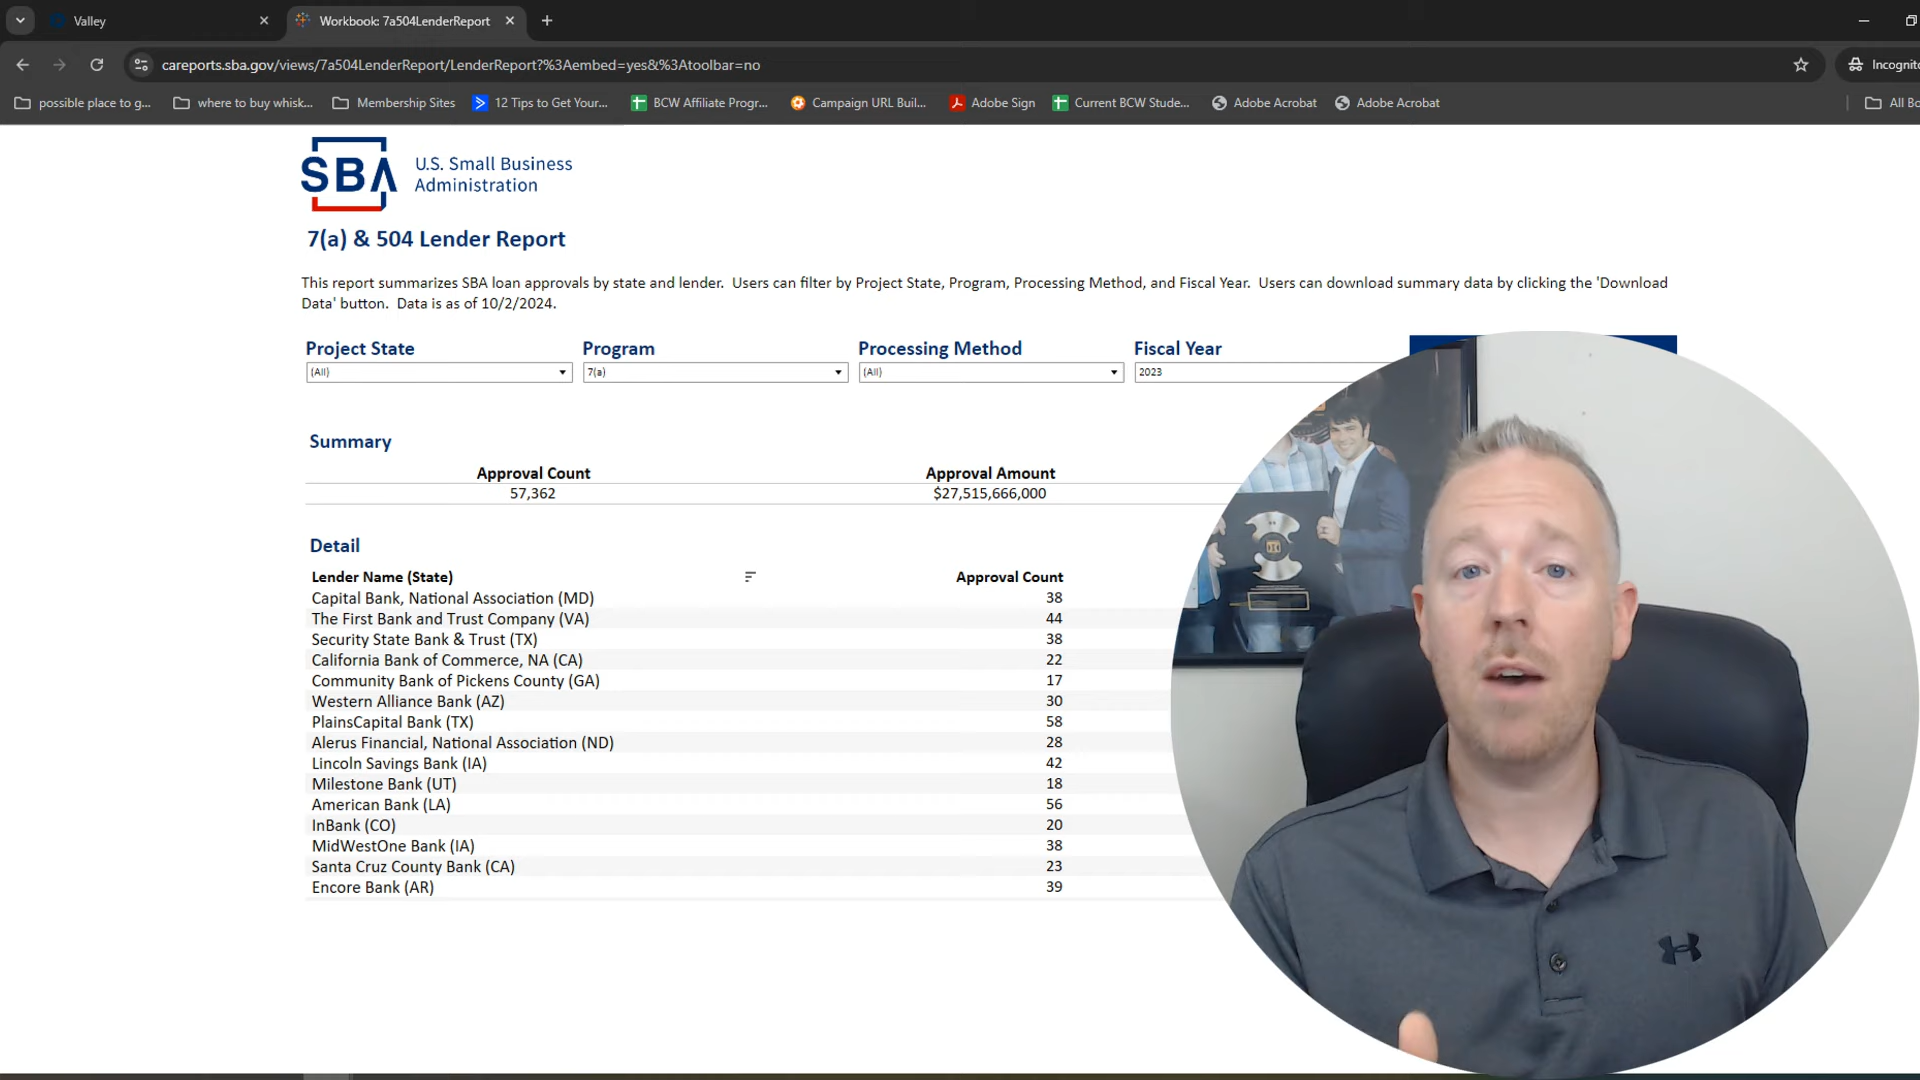 Valley
Workbook: 7a504LenderReport
careports.sba.gov/views/7a504LenderReport/LenderReport?%3Aembed=yes&%3Atoolbar=no
Incognito
possible place to g...
where to buy whisk...
Membership Sites
12 Tips to Get Your...
BCW Affiliate Progr...
Campaign URL Buil...
Adobe Sign
Current BCW Stude...
Adobe Acrobat
Adobe Acrobat
All Bo
SBA
U.S. Small Business
Administration
7(a) & 504 Lender Report
This report summarizes SBA loan approvals by state and lender. Users can filter by Project State, Program, Processing Method, and Fiscal Year. Users can download summary data by clicking the 'Download
Data' button. Data is as of 10/2/2024.
Project State Program Processing Method Fiscal Year
(All) 7(a) (All) 2023
Summary
Approval Count Approval Amount
57,362 $27,515,666,000
Detail
Lender Name (State) Approval Count
Capital Bank, National Association (MD) 38
The First Bank and Trust Company (VA) 44
Security State Bank & Trust (TX) 38
California Bank of Commerce, NA (CA) 22
Community Bank of Pickens County (GA) 17
Western Alliance Bank (AZ) 30
PlainsCapital Bank (TX) 58
Alerus Financial, National Association (ND) 28
Lincoln Savings Bank (IA) 42
Milestone Bank (UT) 18
American Bank (LA) 56
InBank (CO) 20
MidWestOne Bank (IA) 38
Santa Cruz County Bank (CA) 23
Encore Bank (AR) 39